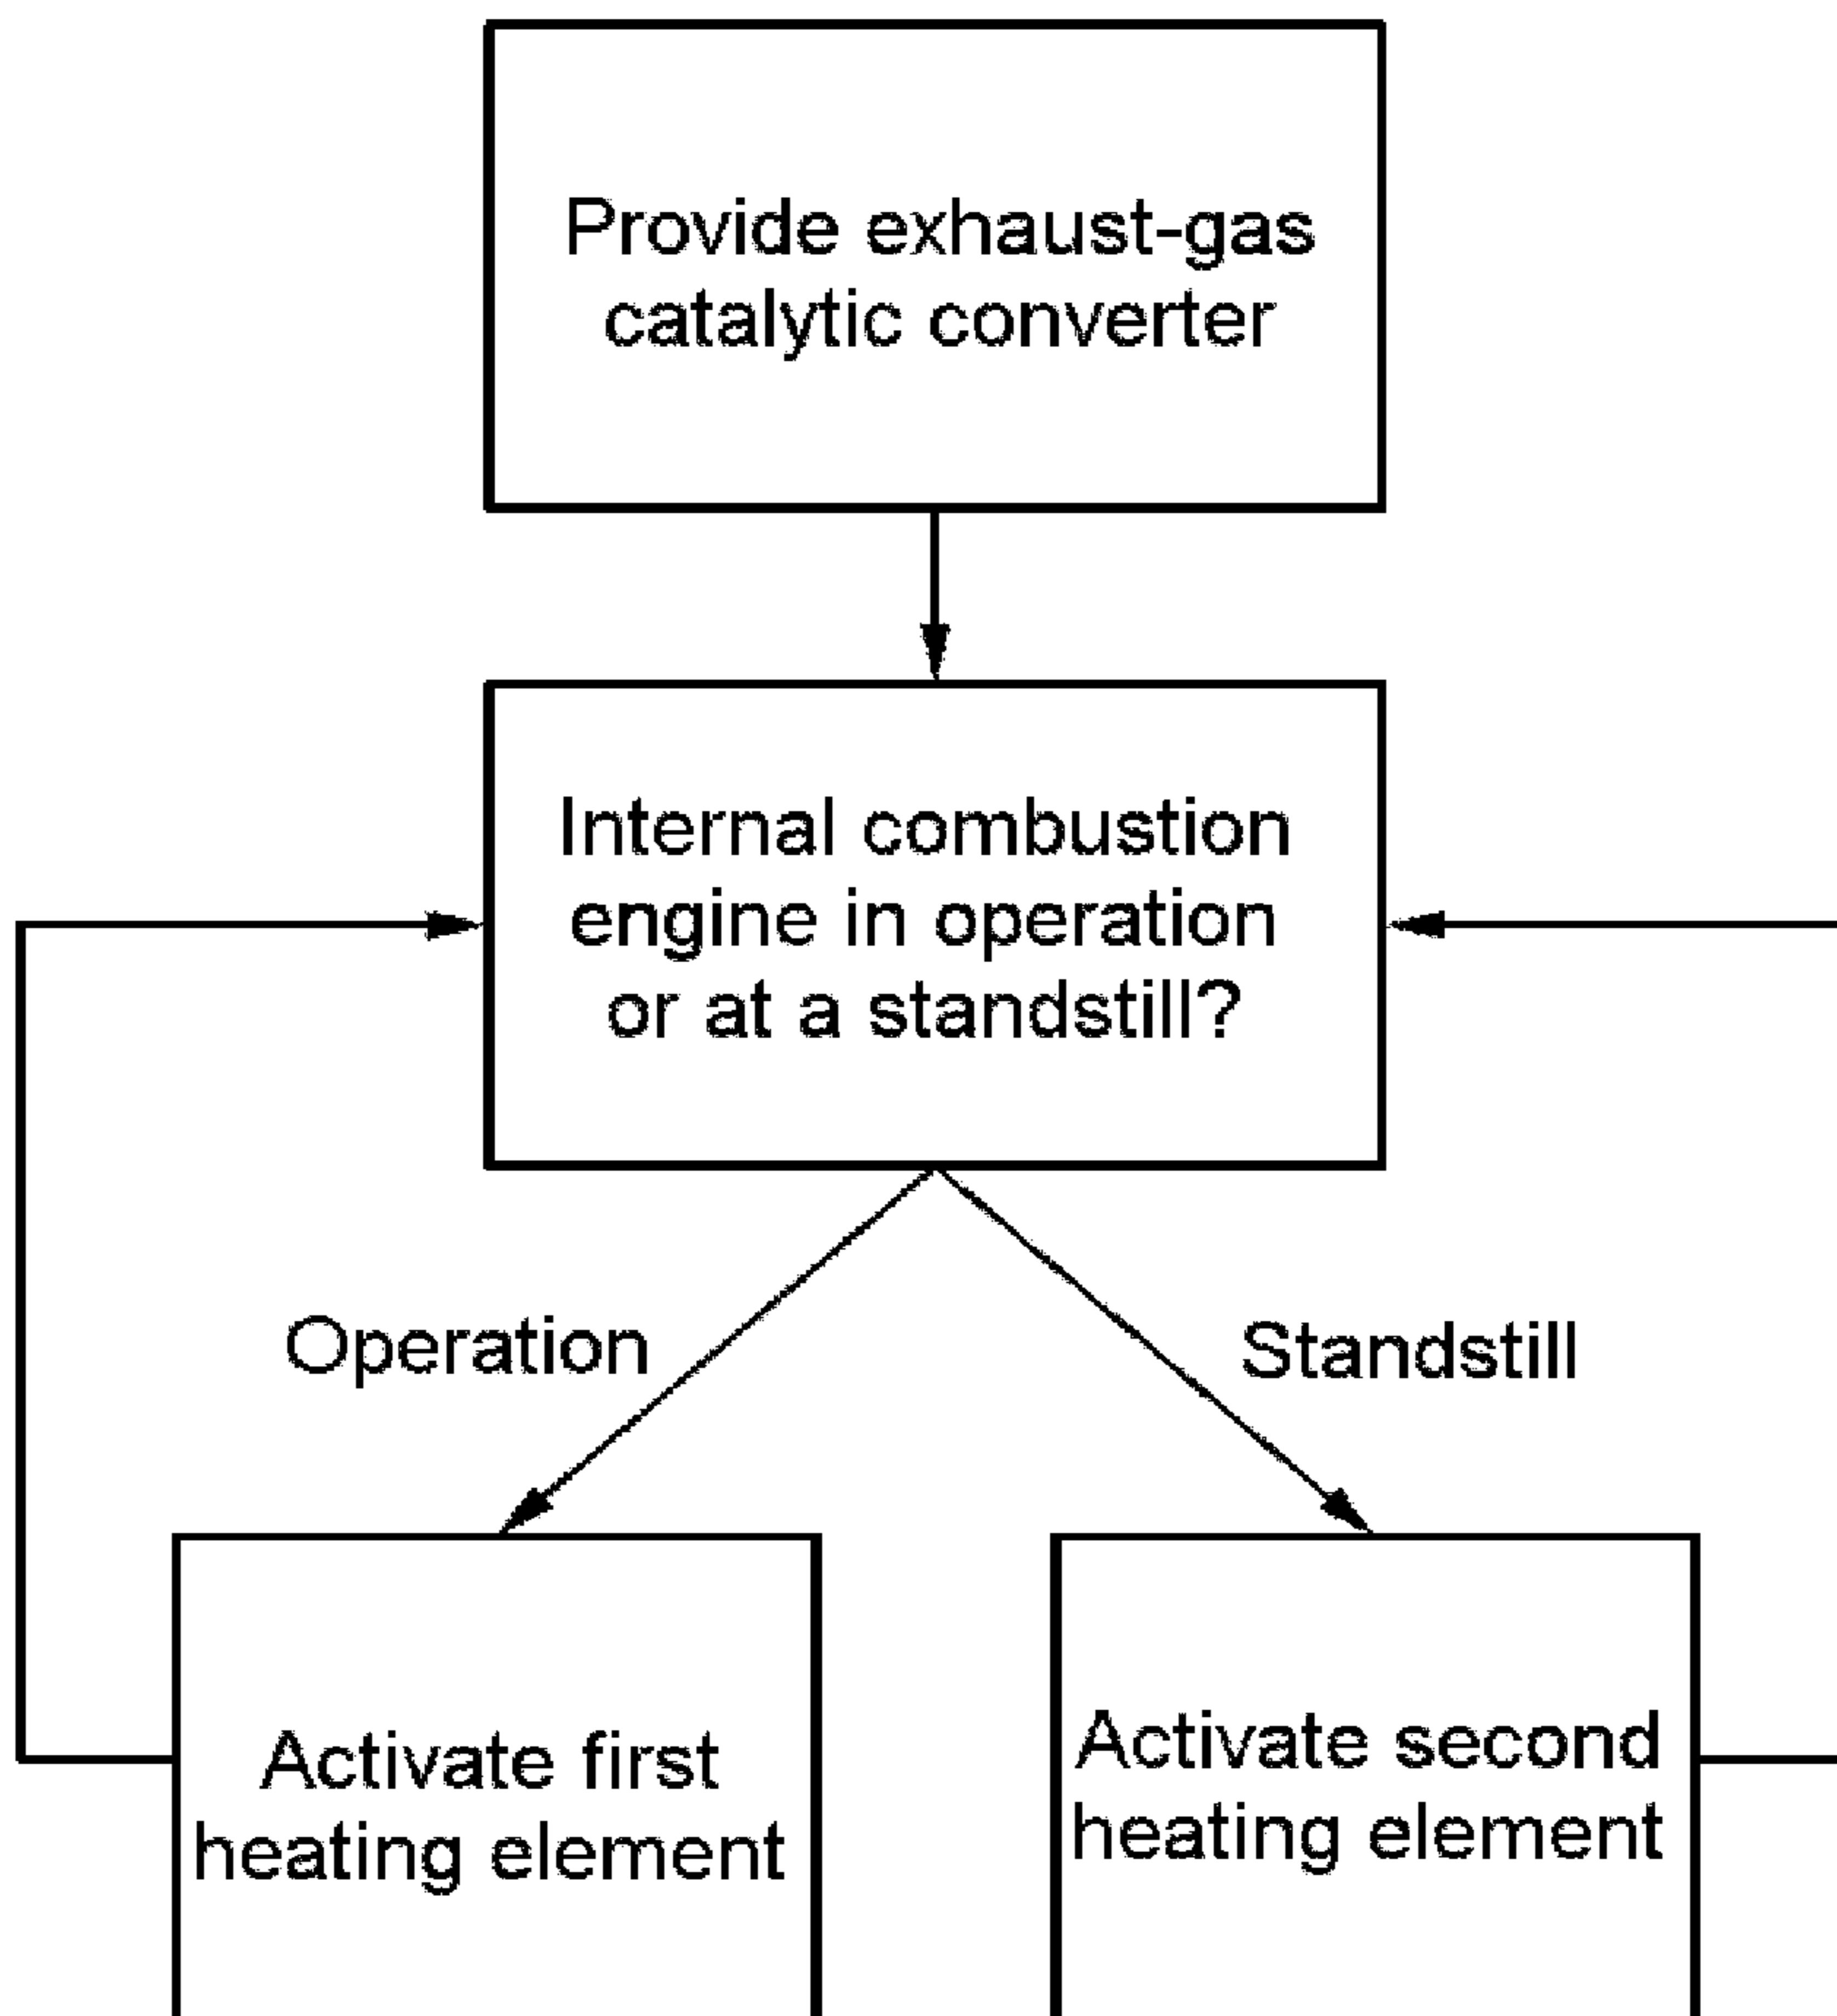 Provide exhaust-gas
catalytic converter
Internal combustion
engine in operation
or at a standstill?
Operation
Standstill
Activate first
heating element
Activate second
heating element